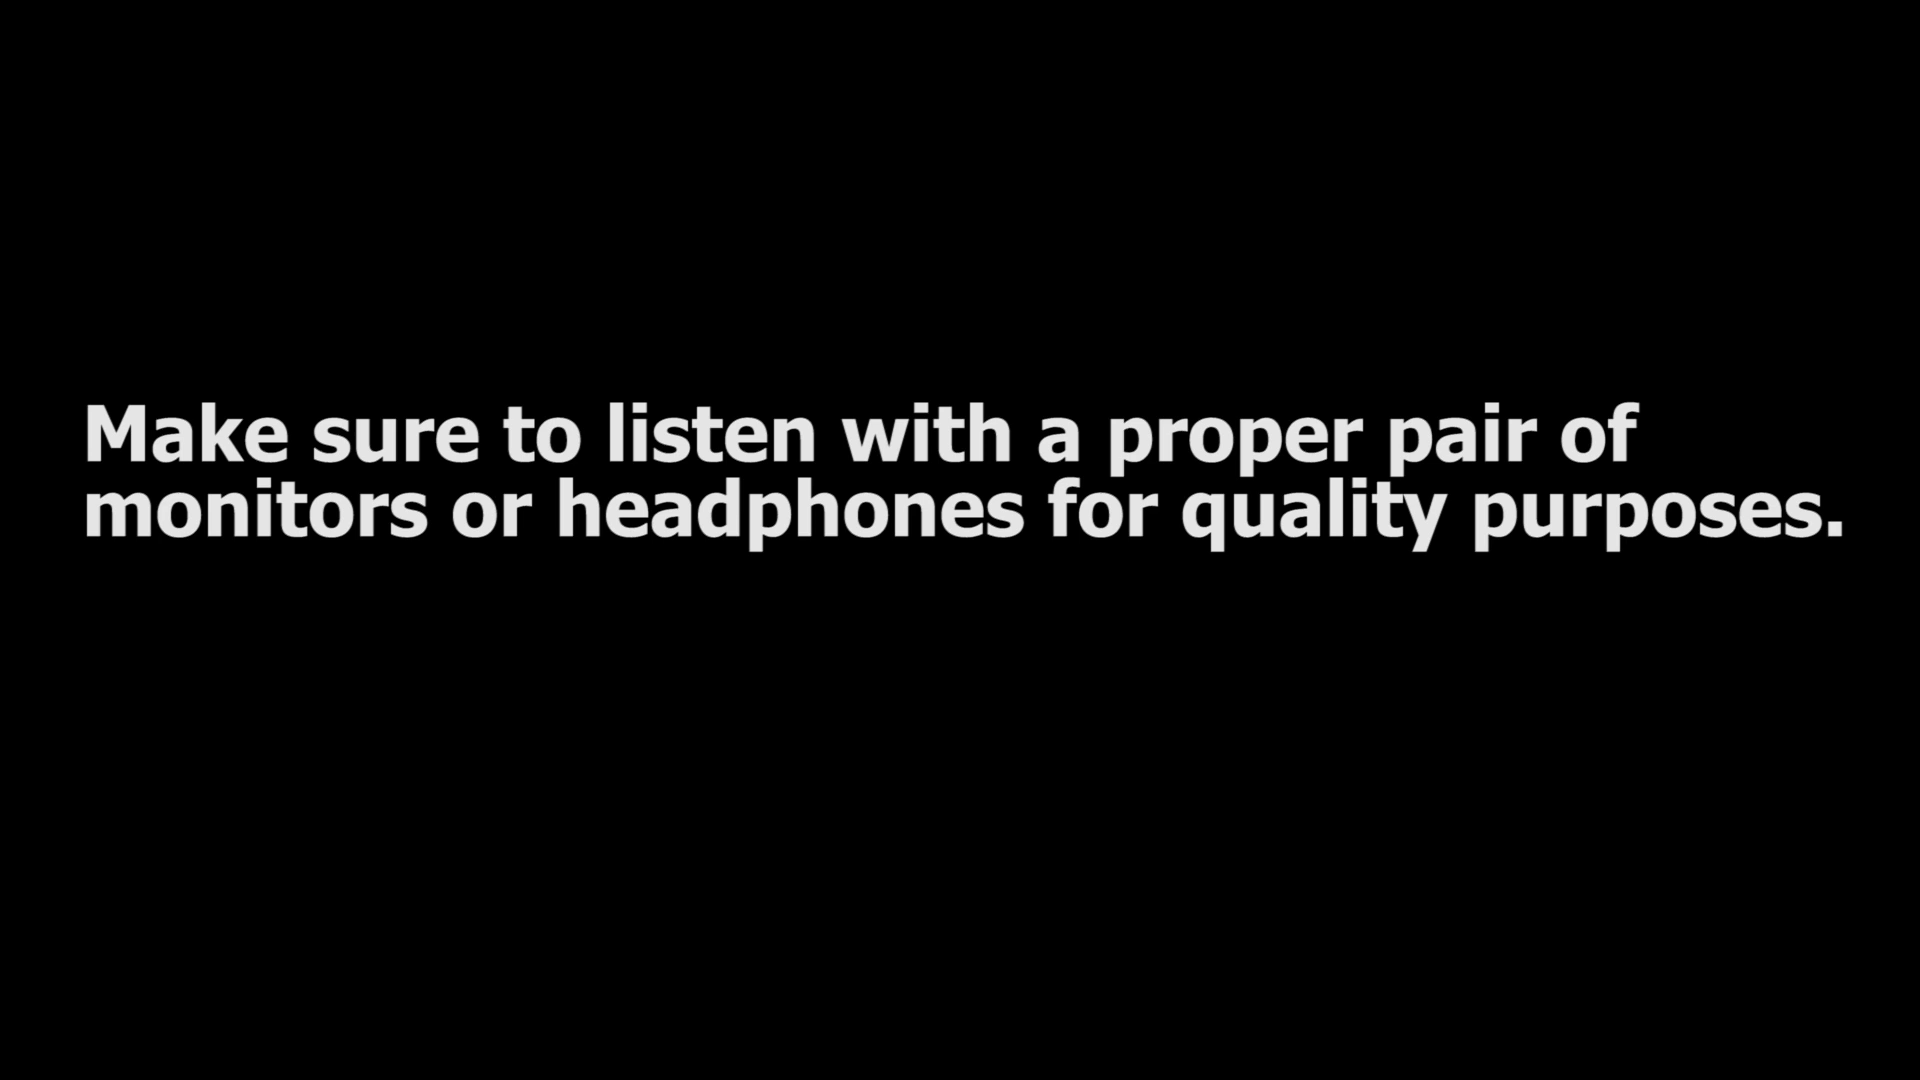 Make sure to listen with a proper pair of
monitors or headphones for quality purposes.